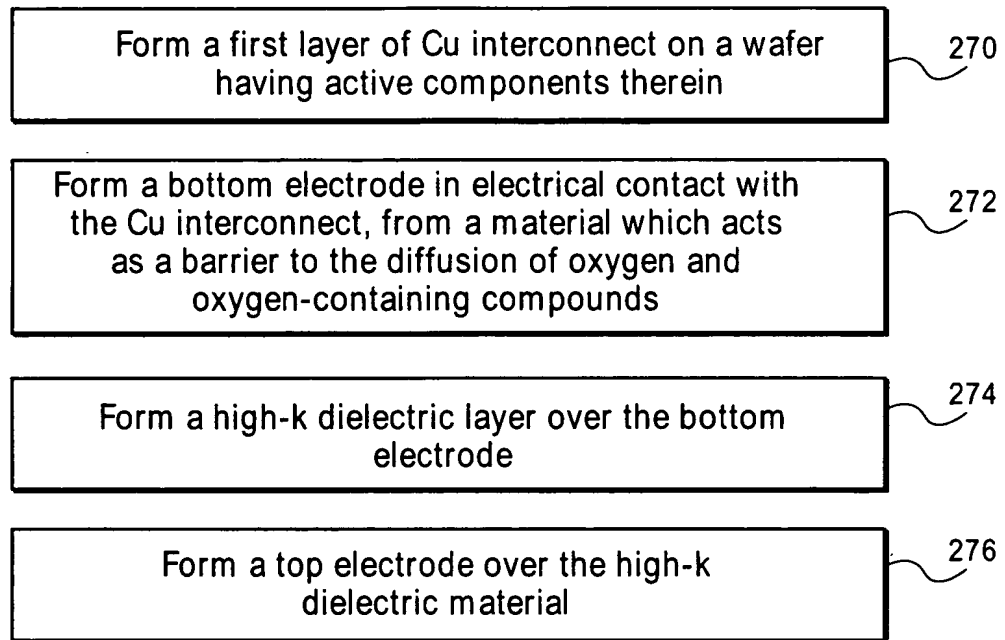 Form a first layer of Cu interconnect on a wafer
having active components therein
270
Form a bottom electrode in electrical contact with
the Cu interconnect, from a material which acts
as a barrier to the diffusion of oxygen and
oxygen-containing compounds
272
Form a high-k dielectric layer over the bottom
electrode
274
Form a top electrode over the high-k
dielectric material
276